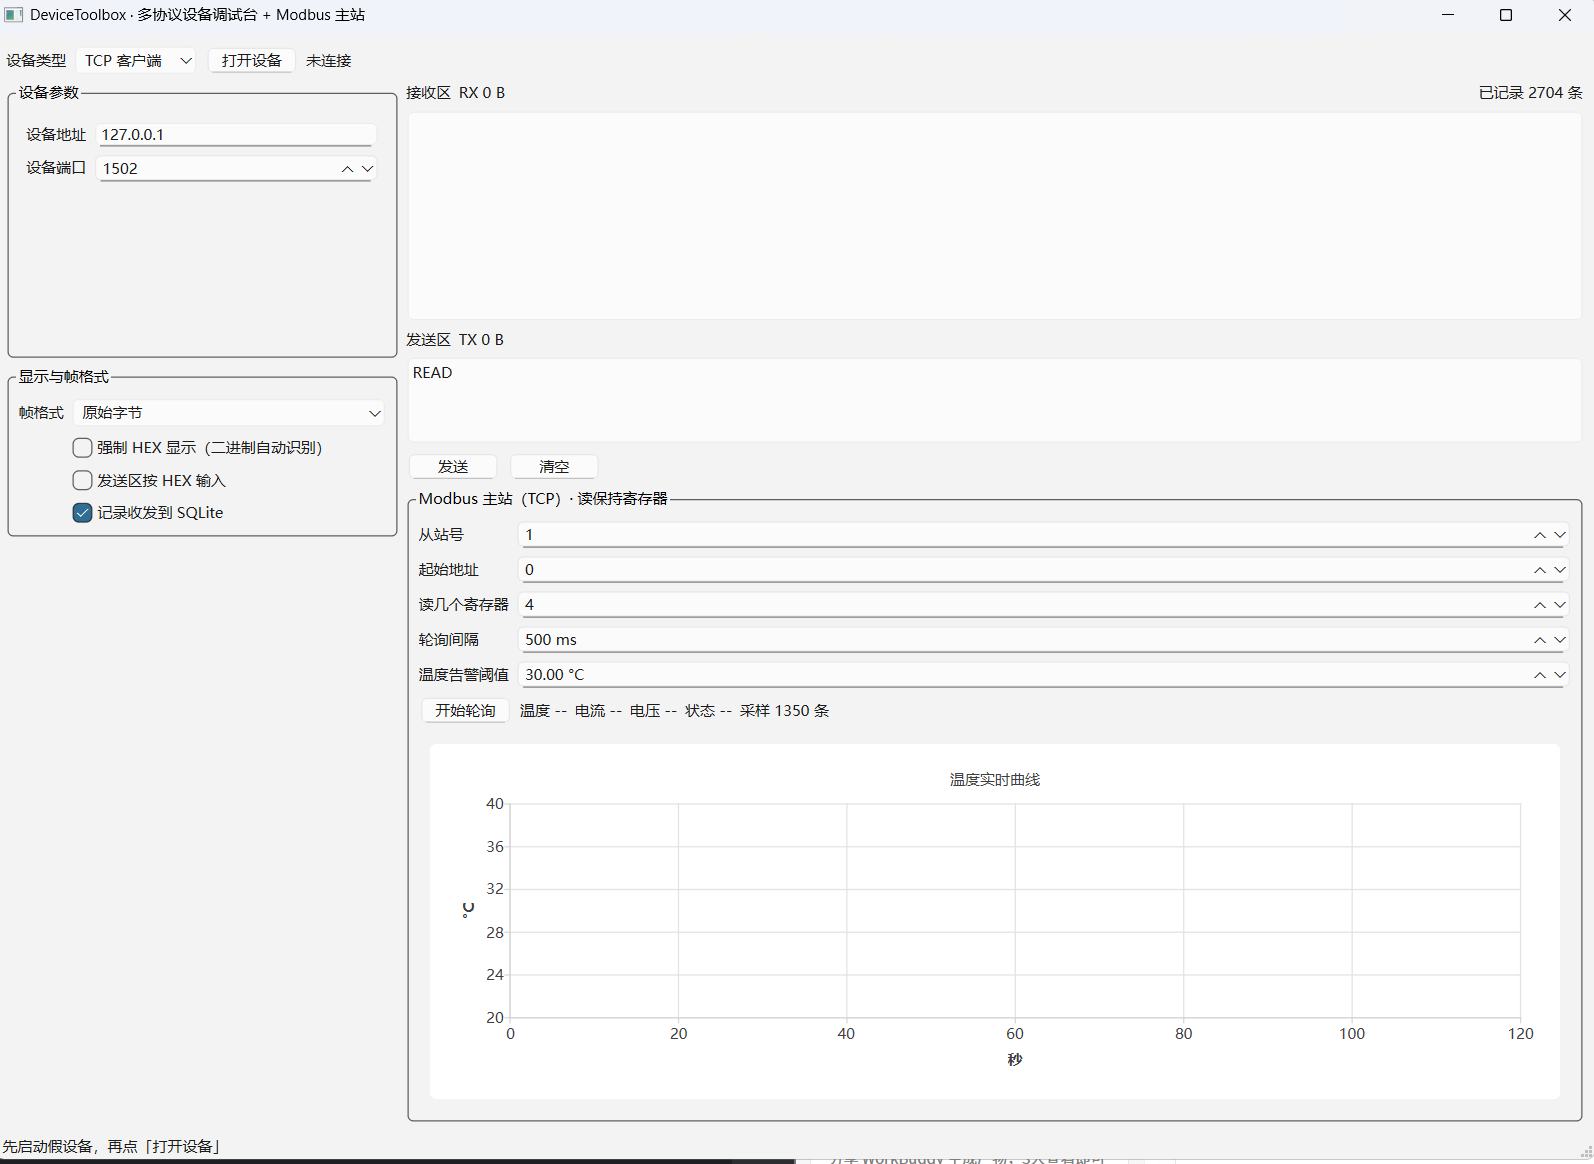 DeviceToolbox · 多协议设备调试台 + Modbus 主站
设备类型 TCP 客户端 打开设备 未连接
设备参数
设备地址 127.0.0.1
设备端口 1502
显示与帧格式
帧格式 原始字节
强制 HEX 显示（二进制自动识别）
发送区按 HEX 输入
记录收发到 SQLite
接收区 RX 0 B 已记录 2704 条
发送区 TX 0 B
READ
发送 清空
Modbus 主站（TCP）· 读保持寄存器
从站号 1
起始地址 0
读几个寄存器 4
轮询间隔 500 ms
温度告警阈值 30.00 °C
开始轮询 温度 -- 电流 -- 电压 -- 状态 -- 采样 1350 条
温度实时曲线
40
36
32
°C
28
24
20
0 20 40 60 80 100 120
秒
先启动假设备，再点「打开设备」